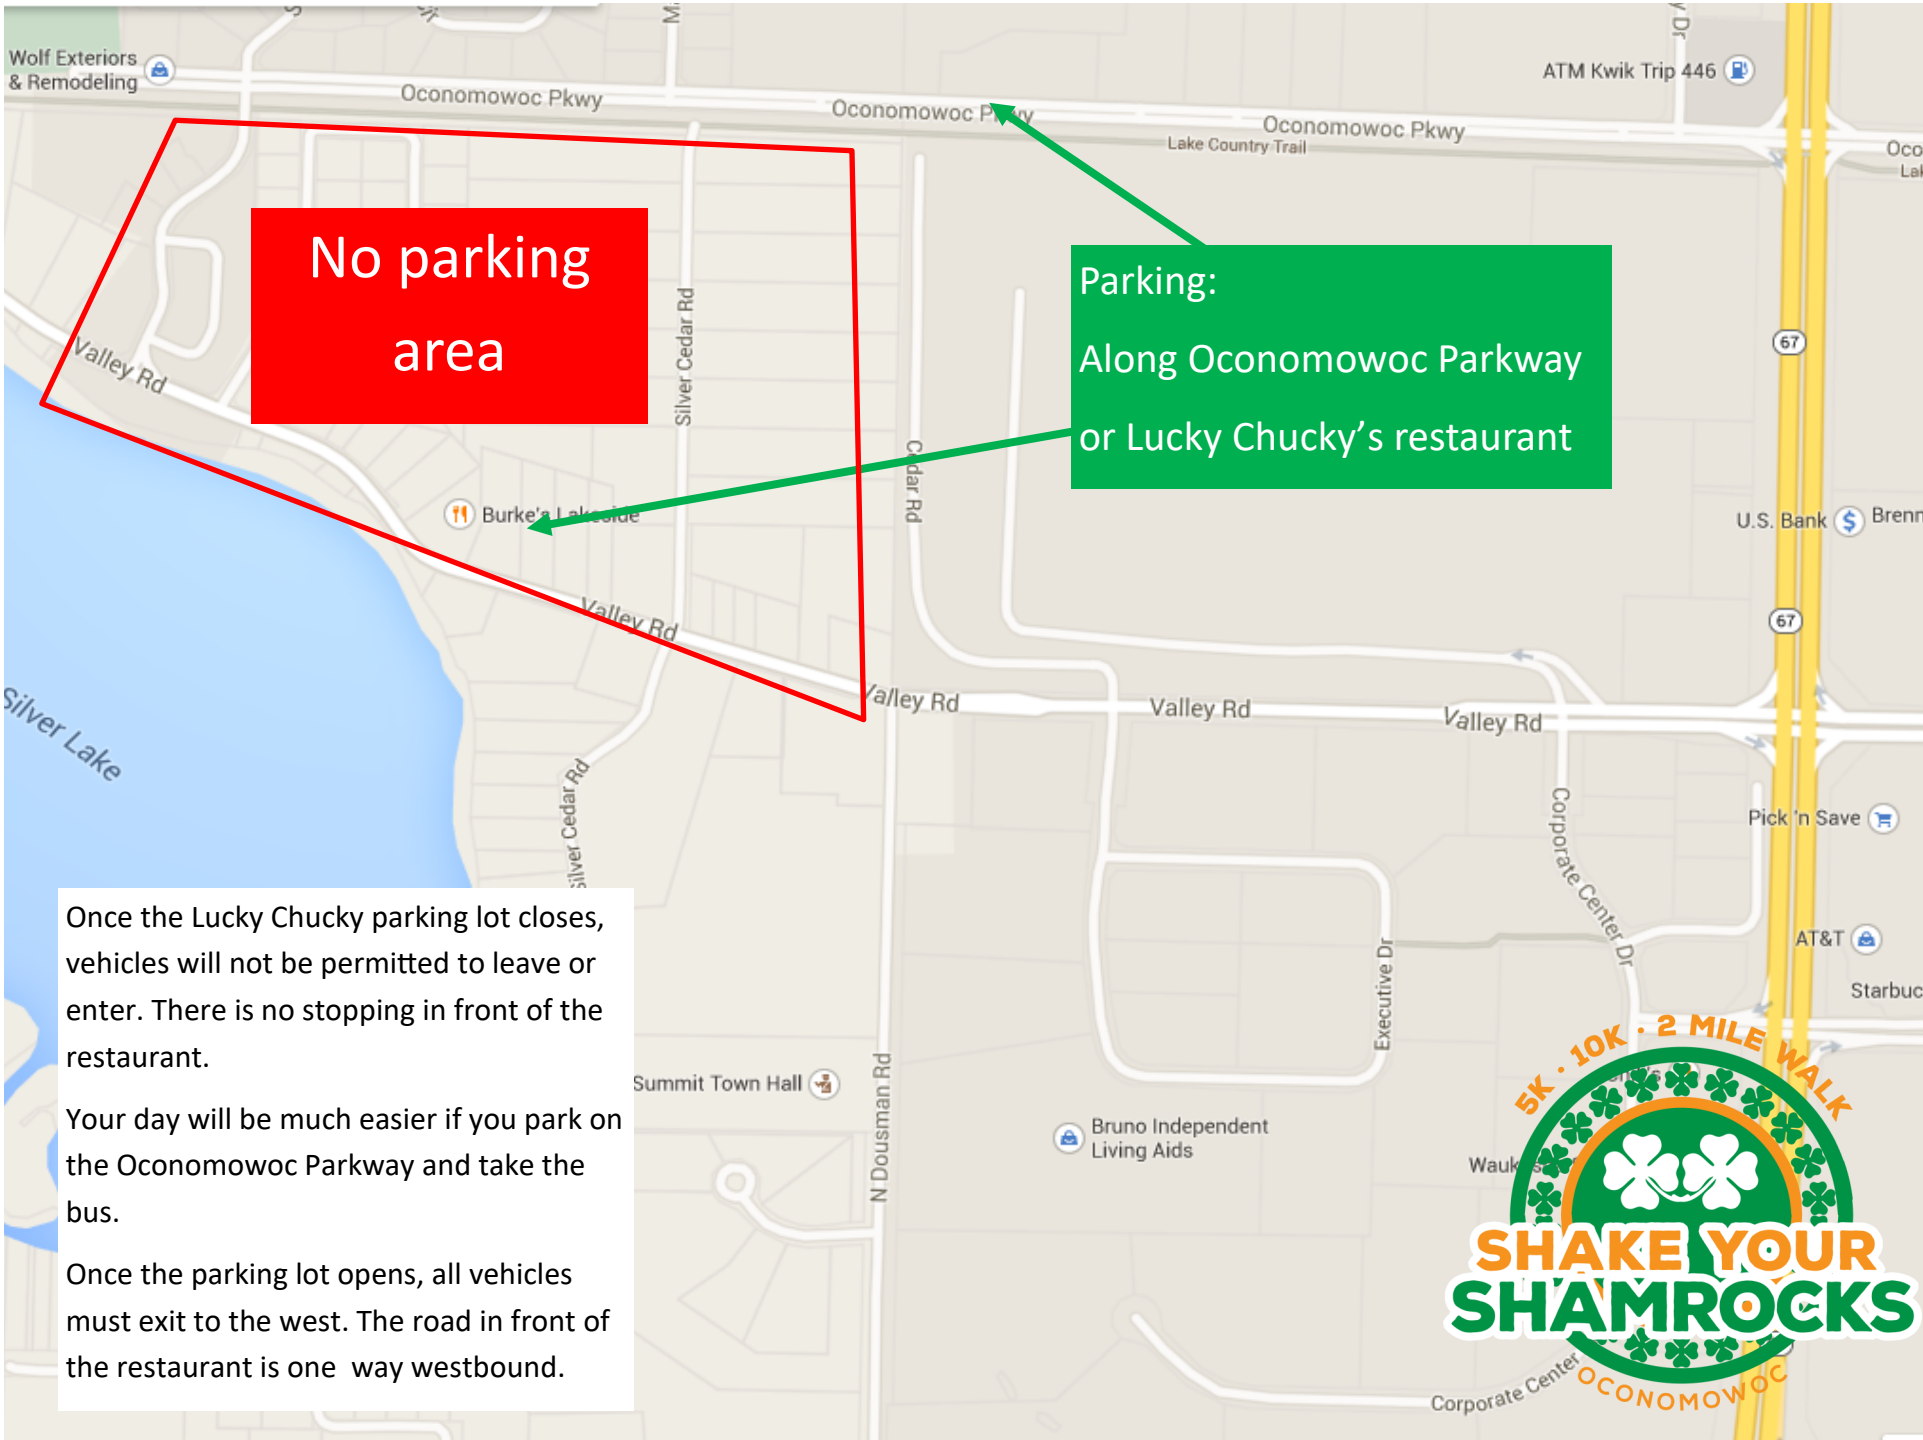 Wolf Exteriors
& Remodeling
Oconomowoc Pkwy
Oconomowoc Pkwy
Oconomowoc Pkwy
Lake Country Trail
ATM Kwik Trip 446
No parking
area
Parking:
Along Oconomowoc Parkway
or Lucky Chucky’s restaurant
Silver Cedar Rd
Valley Rd
67
Cedar Rd
Burke's Lakeside
U.S. Bank
67
Valley Rd
Valley Rd
Valley Rd
Valley Rd
Silver Lake
Silver Cedar Rd
Corporate Center Dr
Pick 'n Save
AT&T
Executive Dr
Once the Lucky Chucky parking lot closes,
vehicles will not be permitted to leave or
enter. There is no stopping in front of the
restaurant.
Your day will be much easier if you park on
the Oconomowoc Parkway and take the
bus.
Once the parking lot opens, all vehicles
must exit to the west. The road in front of
the restaurant is one way westbound.
Summit Town Hall
N Dousman Rd
Bruno Independent
Living Aids
5K · 10K · 2 MILE WALK
SHAKE YOUR
SHAMROCKS
OCONOMOWOC
Corporate Center